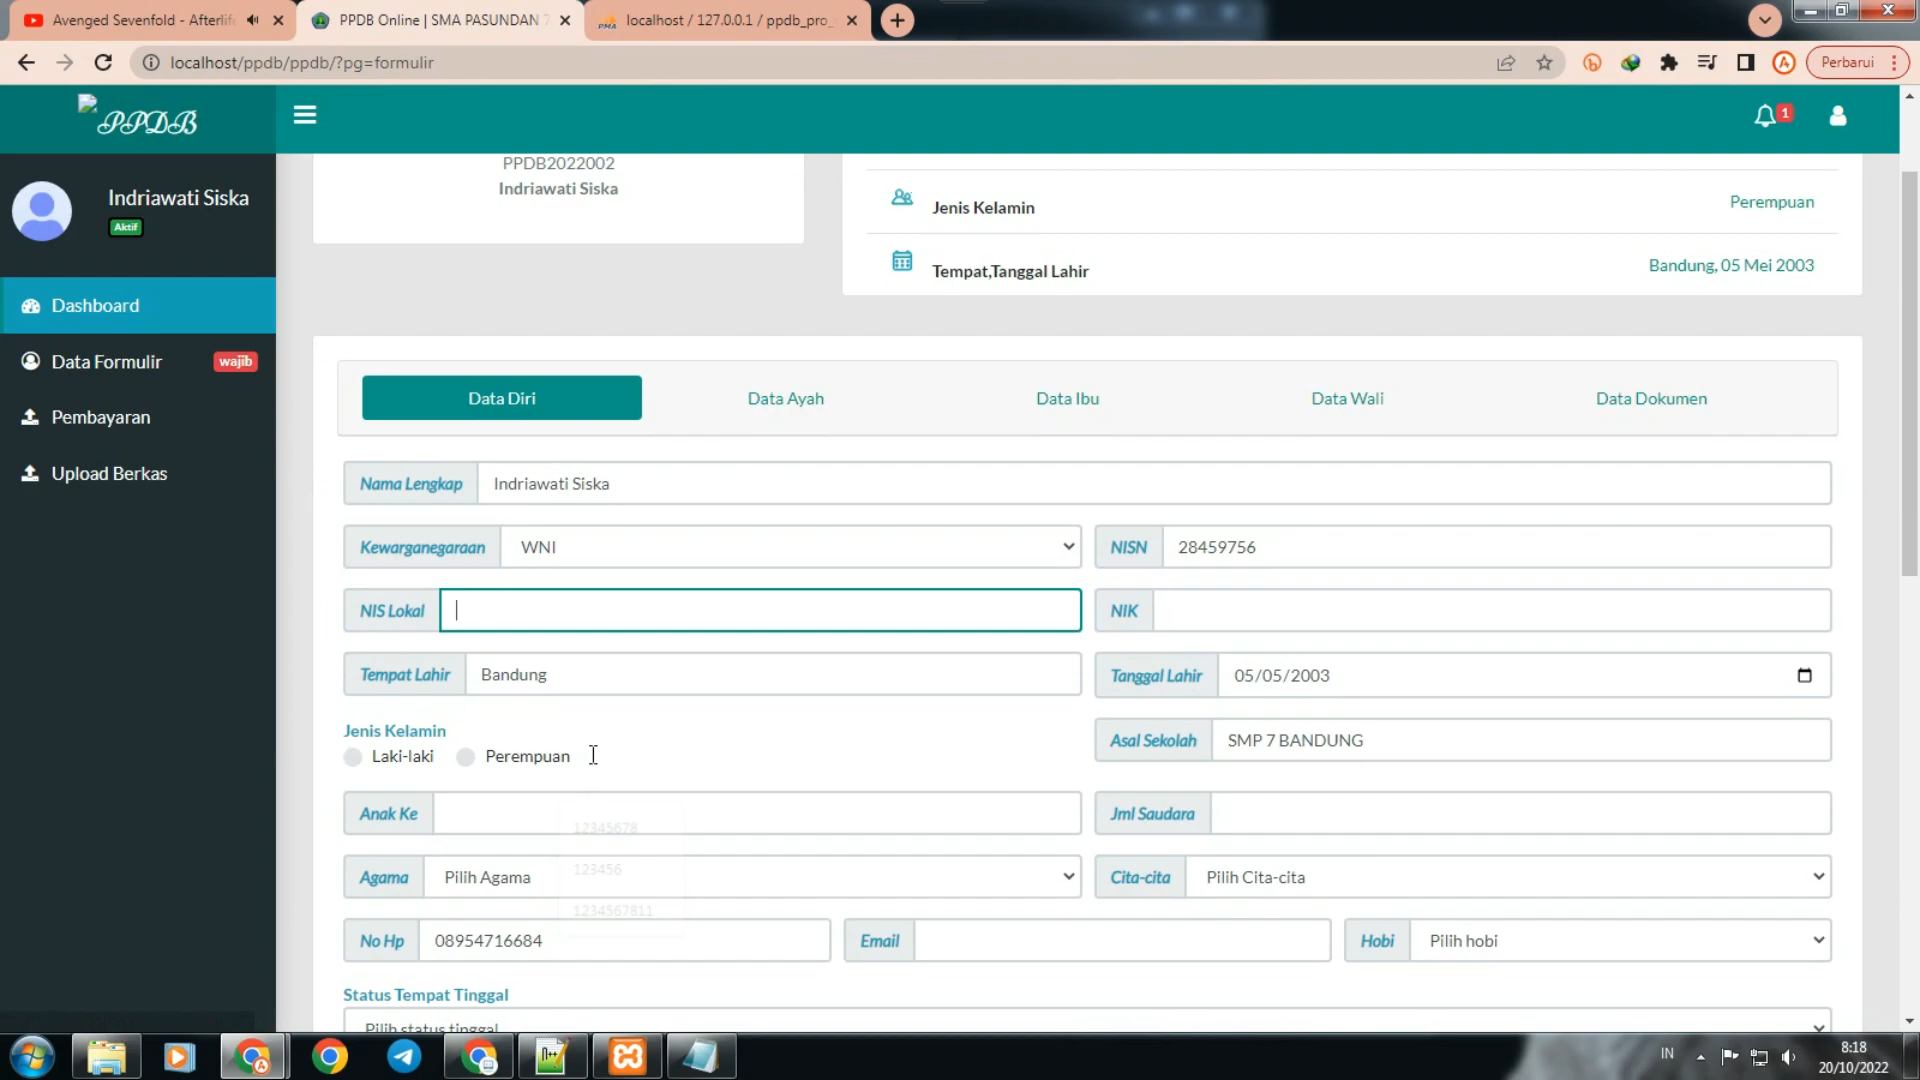 Avenged Sevenfold - Afterlif
PPDB Online | SMA PASUNDAN 7
localhost / 127.0.0.1 / ppdb_pro_
localhost/ppdb/ppdb/?pg=formulir
Perbarui
PPDB
1
Indriawati Siska
Aktif
Dashboard
Data Formulir
wajib
Pembayaran
Upload Berkas
PPDB2022002
Indriawati Siska
Jenis Kelamin
Perempuan
Tempat,Tanggal Lahir
Bandung, 05 Mei 2003
Data Diri
Data Ayah
Data Ibu
Data Wali
Data Dokumen
Nama Lengkap
Indriawati Siska
Kewarganegaraan
WNI
NISN
28459756
NIS Lokal
NIK
Tempat Lahir
Bandung
Tanggal Lahir
05/05/2003
Jenis Kelamin
Laki-laki
Perempuan
Asal Sekolah
SMP 7 BANDUNG
Anak Ke
12345678
Jml Saudara
Agama
Pilih Agama
123456
Cita-cita
Pilih Cita-cita
1234567811
No Hp
08954716684
Email
Hobi
Pilih hobi
Status Tempat Tinggal
Pilih status tinggal
IN
8:18
20/10/2022